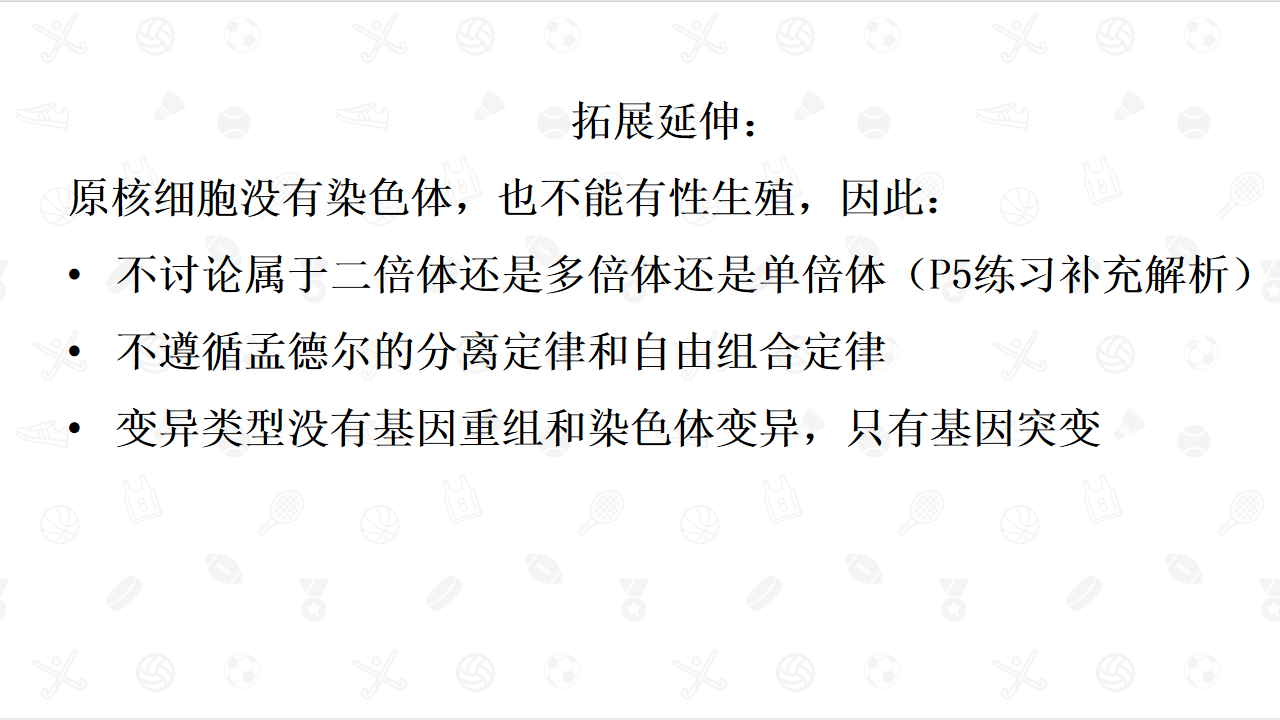 拓展延伸：
原核细胞没有染色体，也不能有性生殖，因此：
• 不讨论属于二倍体还是多倍体还是单倍体（P5练习补充解析）
• 不遵循孟德尔的分离定律和自由组合定律
• 变异类型没有基因重组和染色体变异，只有基因突变